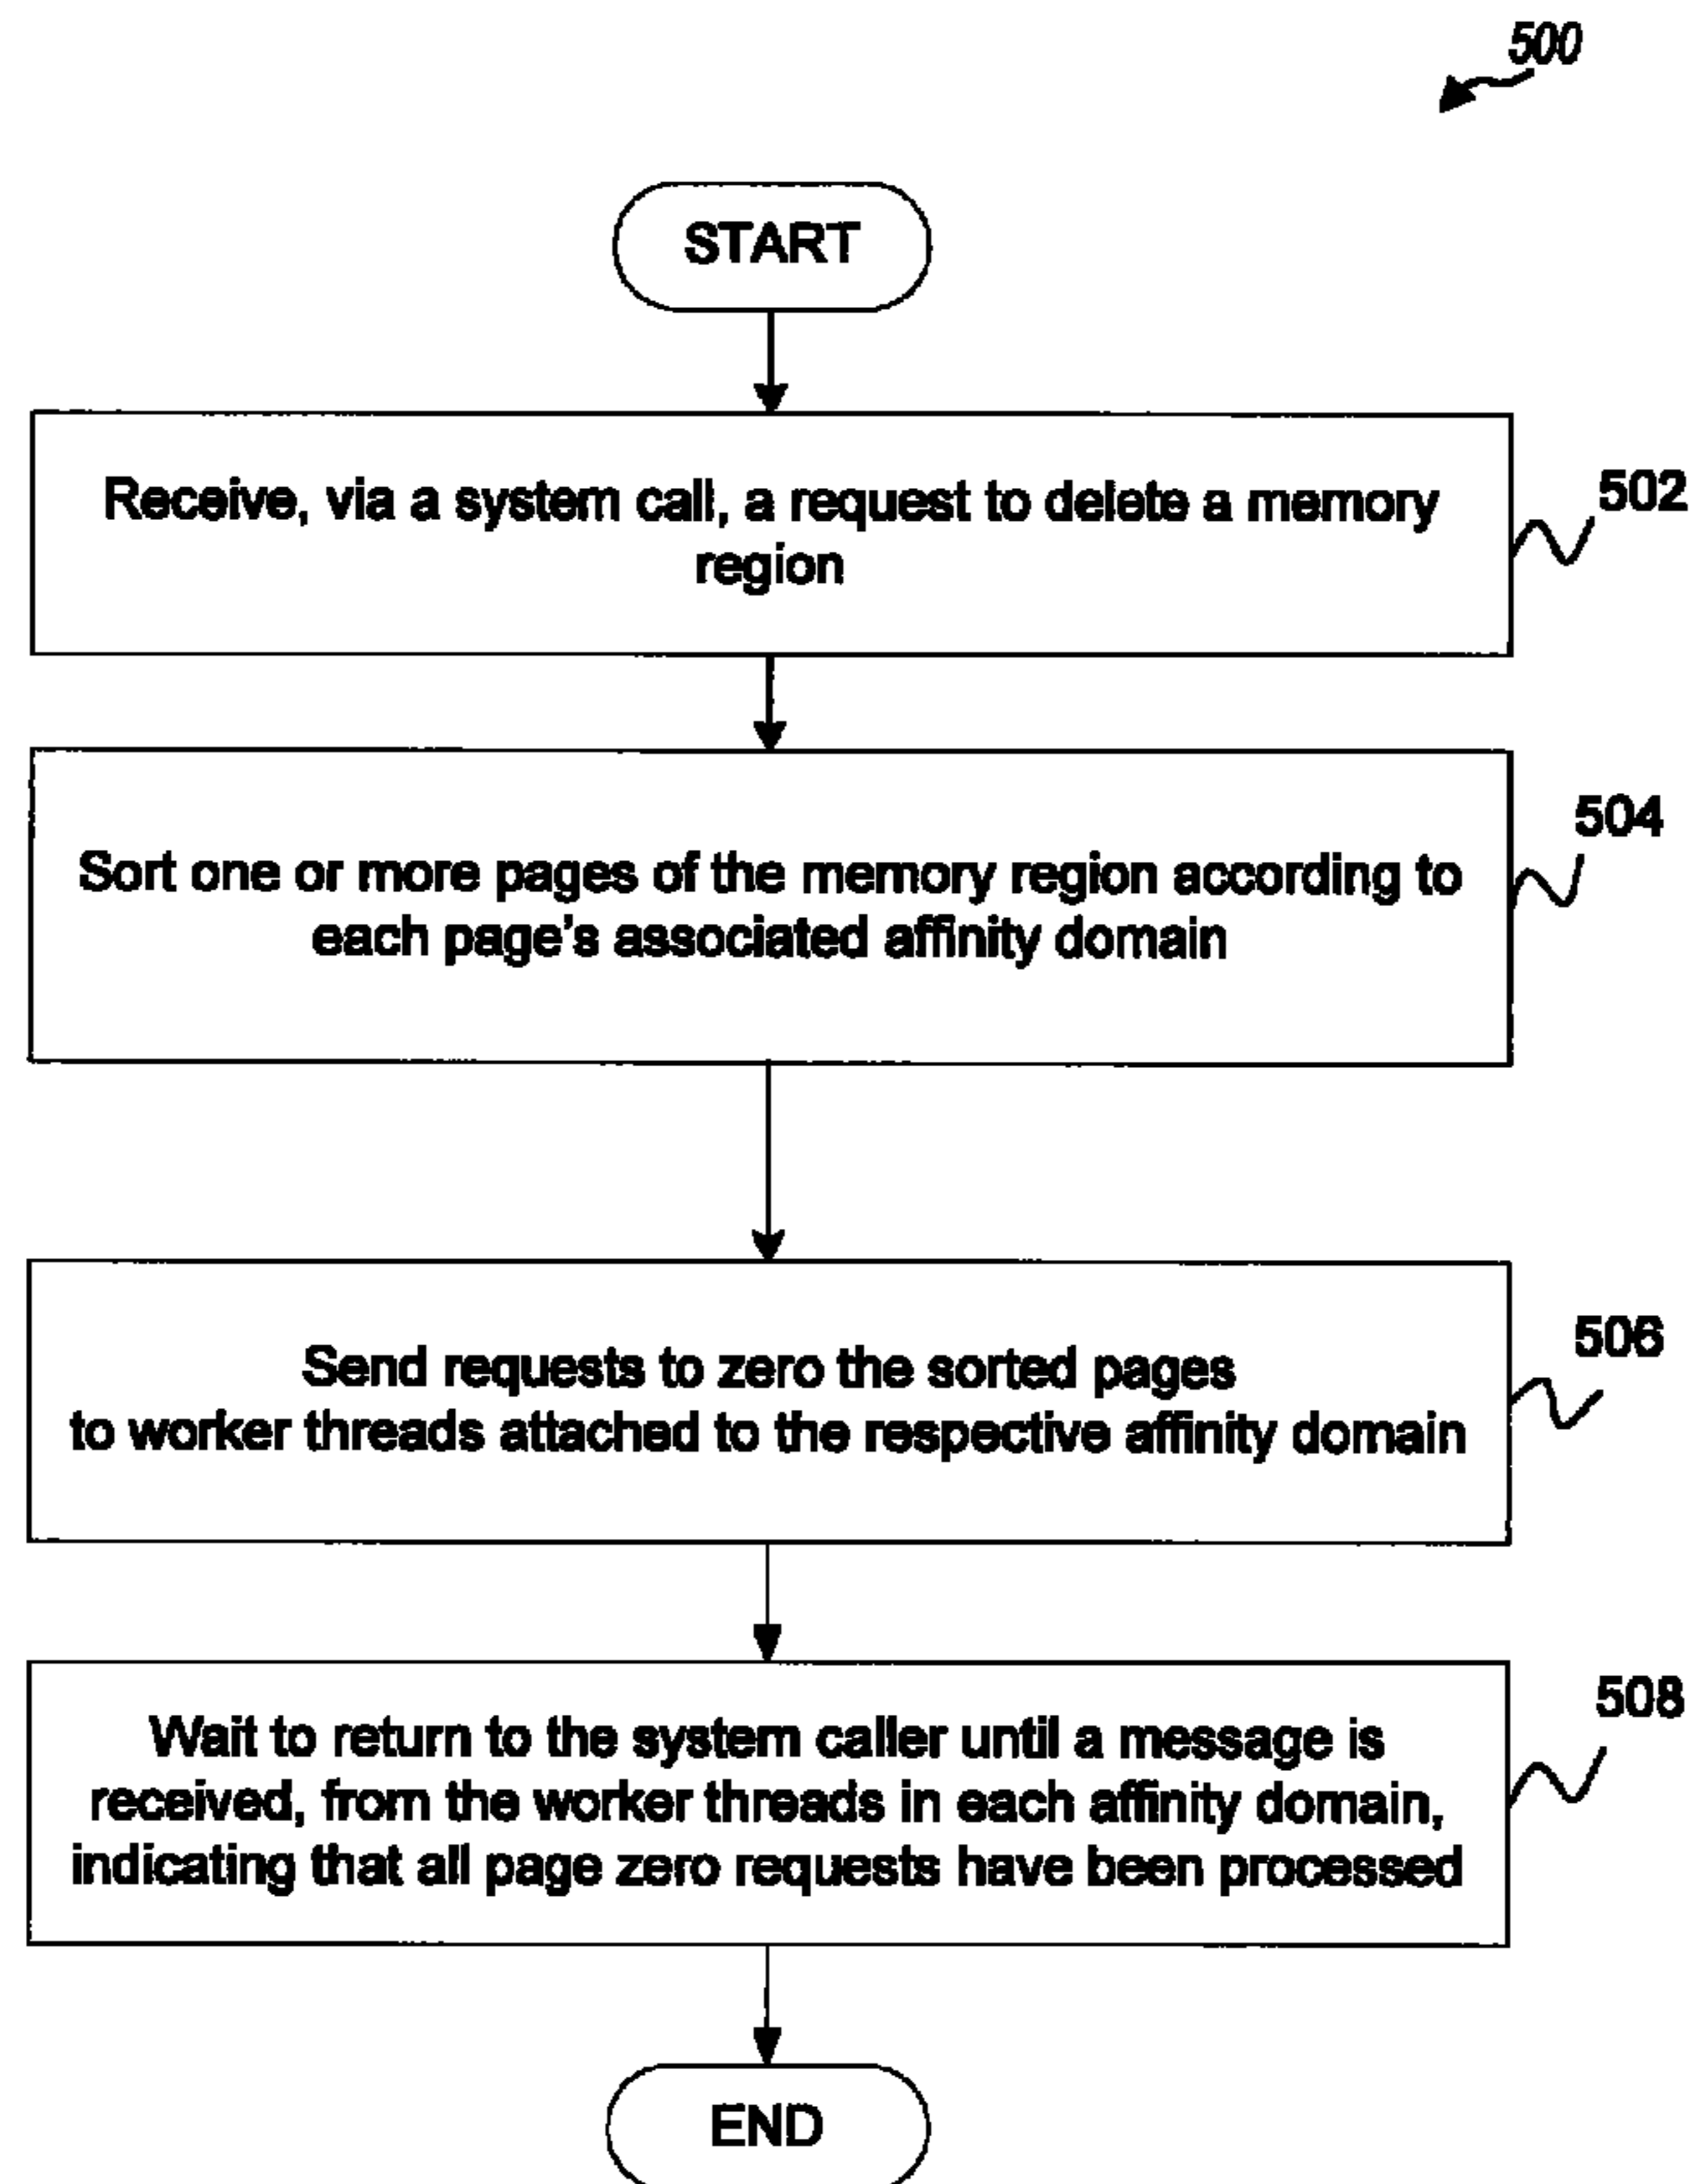 500
START
Receive, via a system call, a request to delete a memory
region
502
Sort one or more pages of the memory region according to
each page's associated affinity domain
504
Send requests to zero the sorted pages
to worker threads attached to the respective affinity domain
506
Wait to return to the system caller until a message is
received, from the worker threads in each affinity domain,
indicating that all page zero requests have been processed
508
END